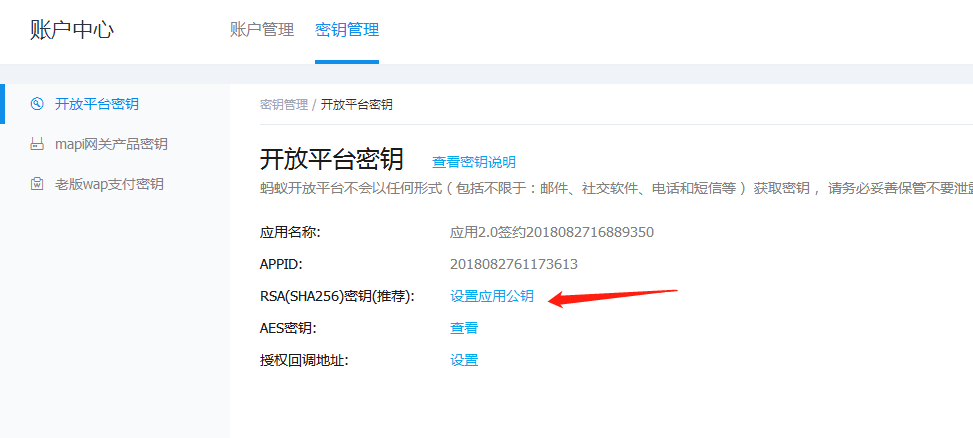 账户中心
账户管理 密钥管理
开放平台密钥
mapi网关产品密钥
老版wap支付密钥
密钥管理 / 开放平台密钥
开放平台密钥 查看密钥说明
蚂蚁开放平台不会以任何形式（包括不限于：邮件、社交软件、电话和短信等）获取密钥，请务必妥善保管不要泄露
应用名称: 应用2.0签约2018082716889350
APPID: 2018082761173613
RSA(SHA256)密钥(推荐): 设置应用公钥
AES密钥: 查看
授权回调地址: 设置